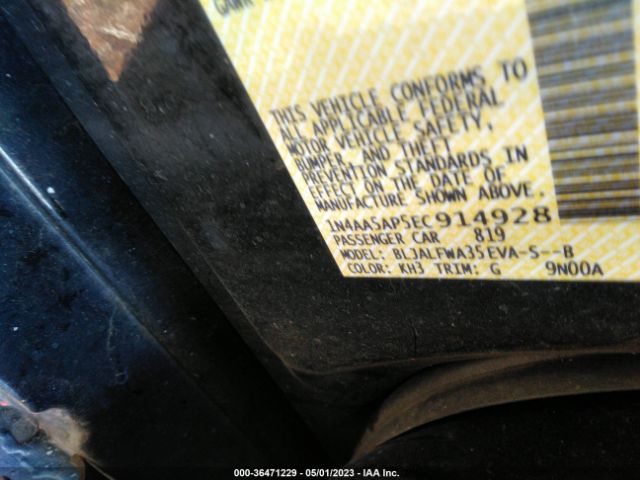 GAWR
THIS VEHICLE CONFORMS TO
ALL APPLICABLE FEDERAL
MOTOR VEHICLE SAFETY,
BUMPER, AND THEFT
PREVENTION STANDARDS IN
EFFECT ON THE DATE OF
MANUFACTURE SHOWN ABOVE.
1N4AA5AP5EC914928
PASSENGER CAR 819
MODEL: BLJALFWA35EVA-S--B
COLOR: KH3 TRIM: G 9N00A
000-36471229 - 05/01/2023 - IAA Inc.